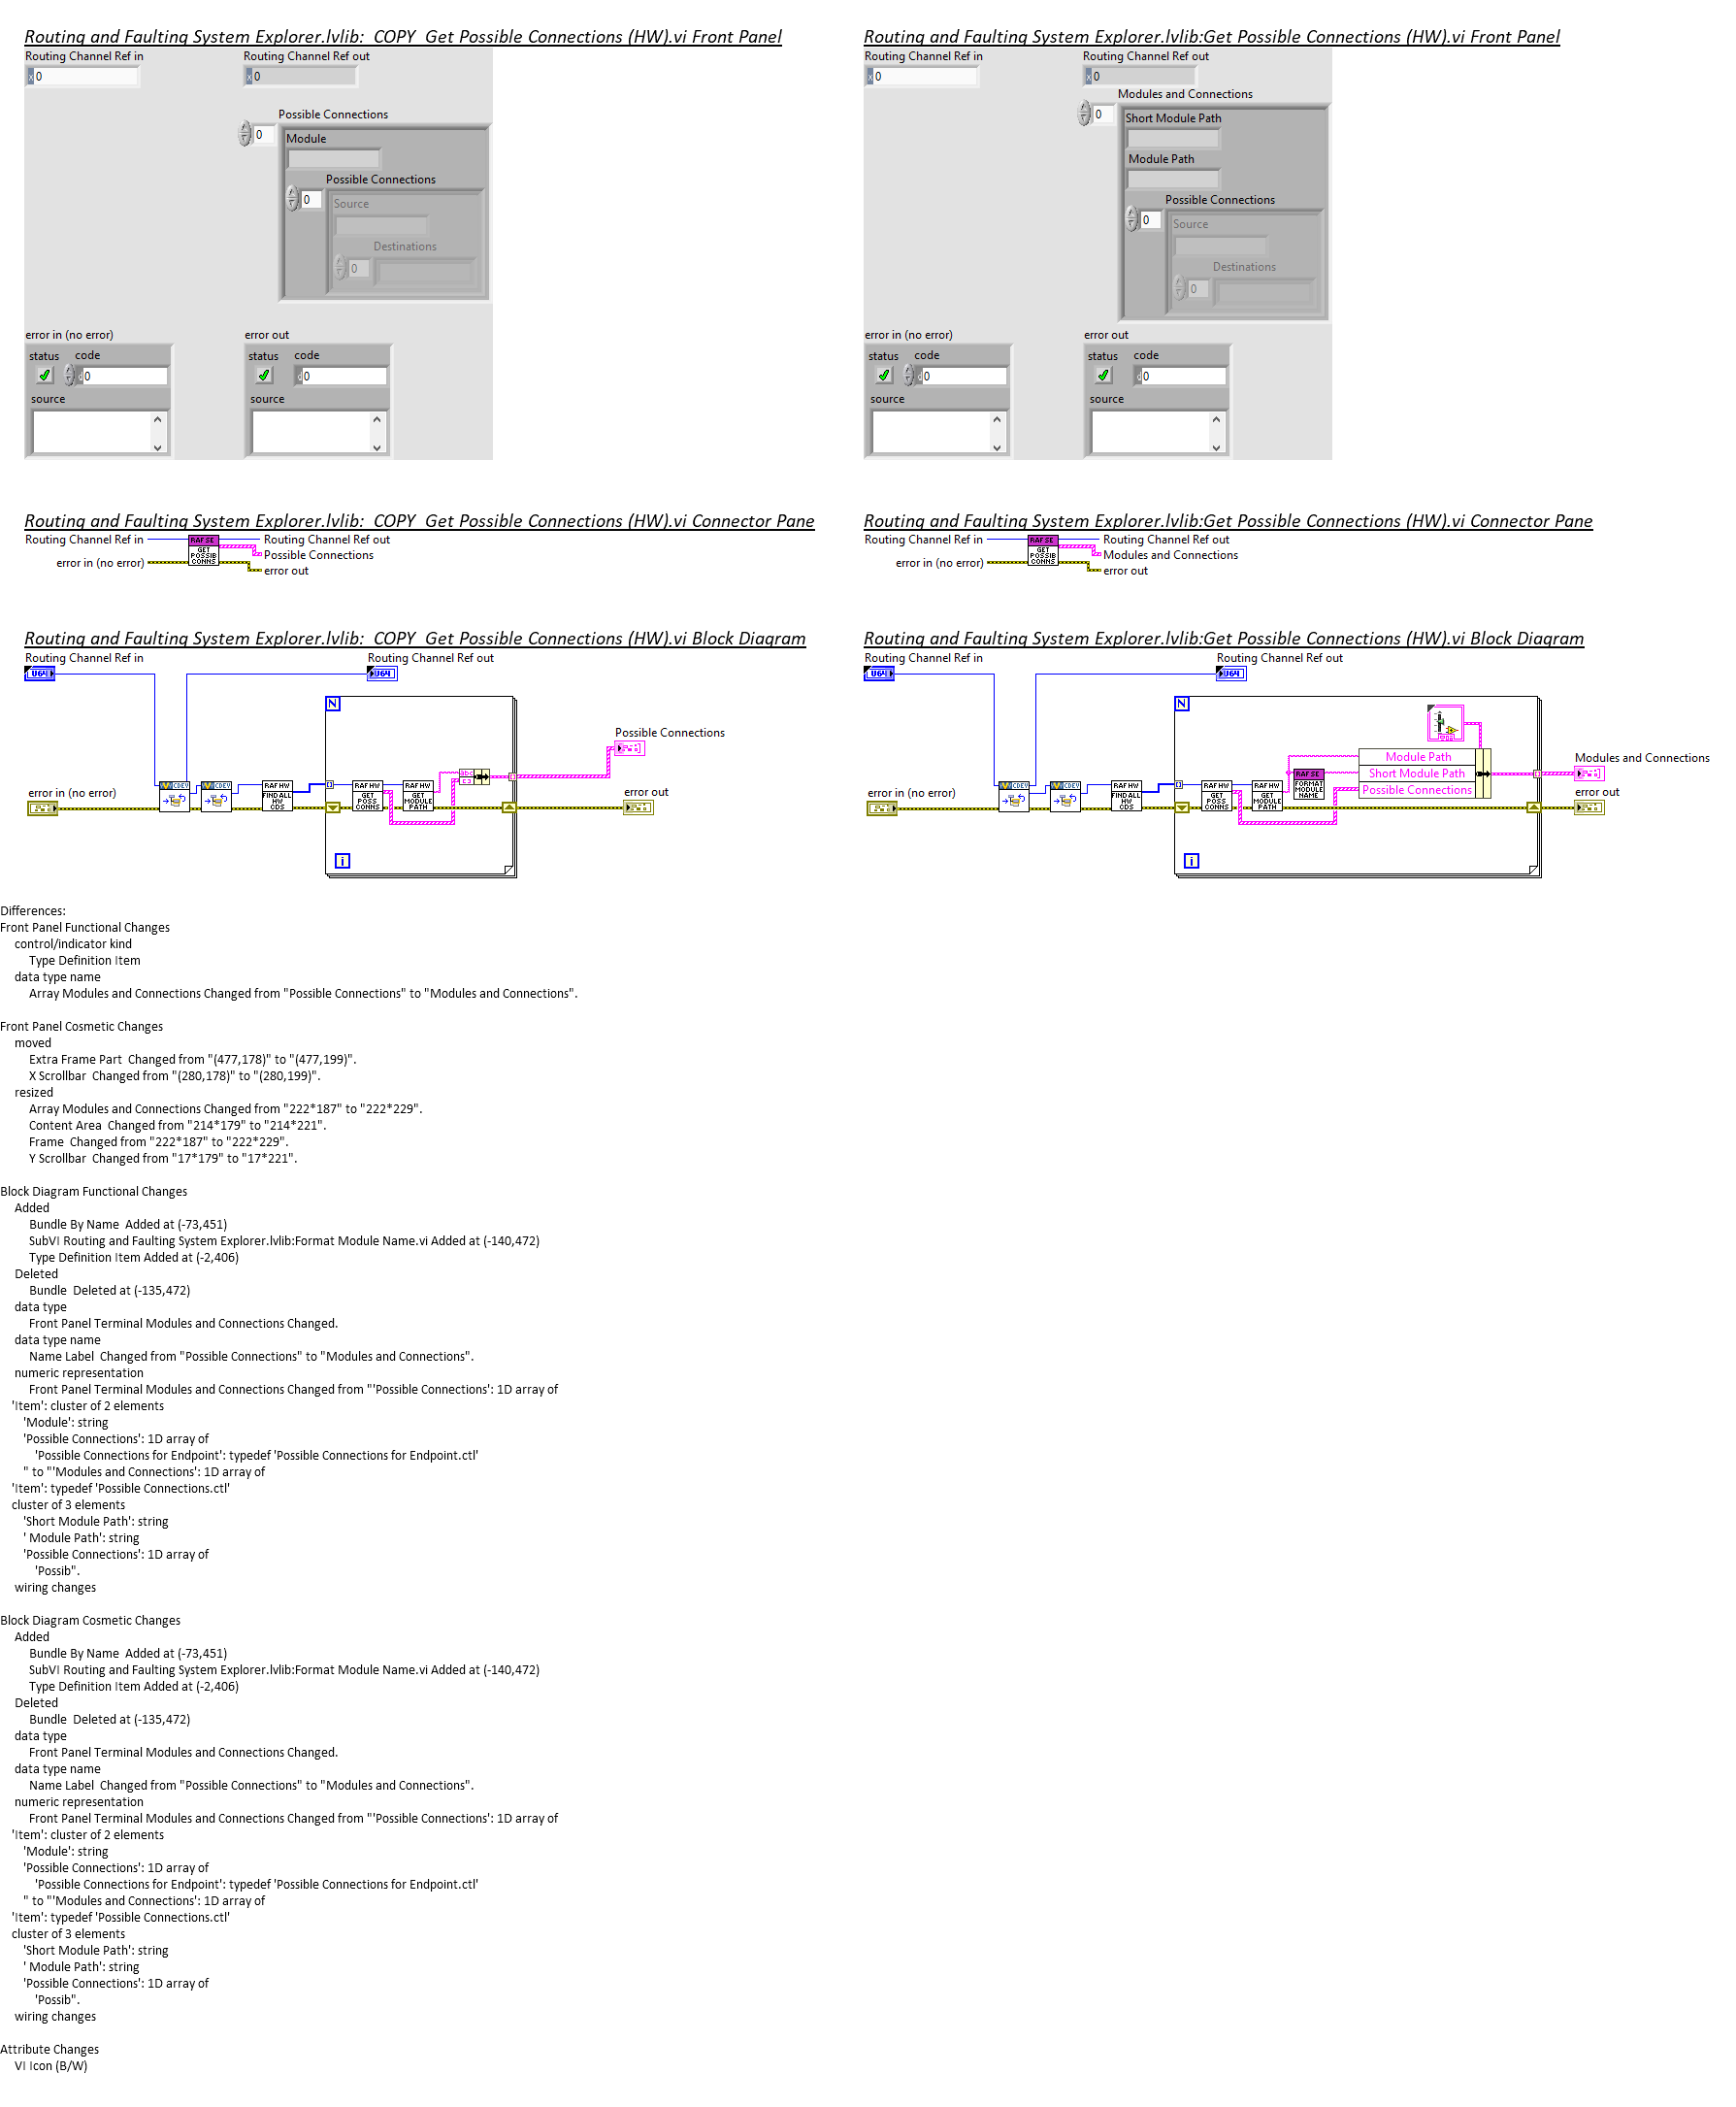 Routing and Faulting System Explorer.lvlib:  COPY  Get Possible Connections (HW).vi Front Panel
Routing Channel Ref in
Routing Channel Ref out
x 0
x 0
Possible Connections
0
Module
Possible Connections
0
Source
Destinations
0
error in (no error)
error out
status code
status code
d 0
d 0
source
source
Routing and Faulting System Explorer.lvlib:Get Possible Connections (HW).vi Front Panel
Routing Channel Ref in
Routing Channel Ref out
x 0
x 0
Modules and Connections
0
Short Module Path
Module Path
Possible Connections
0
Source
Destinations
0
error in (no error)
error out
status code
status code
d 0
d 0
source
source
Routing and Faulting System Explorer.lvlib:  COPY  Get Possible Connections (HW).vi Connector Pane
Routing Channel Ref in
RAF SE
GET
POSSIB
CONNS
Routing Channel Ref out
Possible Connections
error in (no error)
error out
Routing and Faulting System Explorer.lvlib:Get Possible Connections (HW).vi Connector Pane
Routing Channel Ref in
RAF SE
GET
POSSIB
CONNS
Routing Channel Ref out
Modules and Connections
error in (no error)
error out
Routing and Faulting System Explorer.lvlib:  COPY  Get Possible Connections (HW).vi Block Diagram
Routing Channel Ref in
Routing Channel Ref out
U64
U64
N
Possible Connections
error in (no error)
CDEV
CDEV
RAF HW
FIND ALL
HW
CDS
RAF HW
GET
POSS
CONNS
RAF HW
GET
MODULE
PATH
abc
error out
i
Routing and Faulting System Explorer.lvlib:Get Possible Connections (HW).vi Block Diagram
Routing Channel Ref in
Routing Channel Ref out
U64
U64
N
Module Path
Short Module Path
Possible Connections
Modules and Connections
error in (no error)
CDEV
CDEV
RAF HW
FIND ALL
HW
CDS
RAF HW
GET
POSS
CONNS
RAF HW
GET
MODULE
PATH
RAF SE
FORMAT
MODULE
NAME
error out
i
Differences:
Front Panel Functional Changes
control/indicator kind
Type Definition Item
data type name
Array Modules and Connections Changed from "Possible Connections" to "Modules and Connections".
Front Panel Cosmetic Changes
moved
Extra Frame Part  Changed from "(477,178)" to "(477,199)".
X Scrollbar  Changed from "(280,178)" to "(280,199)".
resized
Array Modules and Connections Changed from "222*187" to "222*229".
Content Area  Changed from "214*179" to "214*221".
Frame  Changed from "222*187" to "222*229".
Y Scrollbar  Changed from "17*179" to "17*221".
Block Diagram Functional Changes
Added
Bundle By Name  Added at (-73,451)
SubVI Routing and Faulting System Explorer.lvlib:Format Module Name.vi Added at (-140,472)
Type Definition Item Added at (-2,406)
Deleted
Bundle  Deleted at (-135,472)
data type
Front Panel Terminal Modules and Connections Changed.
data type name
Name Label  Changed from "Possible Connections" to "Modules and Connections".
numeric representation
Front Panel Terminal Modules and Connections Changed from "'Possible Connections': 1D array of
'Item': cluster of 2 elements
'Module': string
'Possible Connections': 1D array of
'Possible Connections for Endpoint': typedef 'Possible Connections for Endpoint.ctl'
" to "'Modules and Connections': 1D array of
'Item': typedef 'Possible Connections.ctl'
cluster of 3 elements
'Short Module Path': string
' Module Path': string
'Possible Connections': 1D array of
'Possib".
wiring changes
Block Diagram Cosmetic Changes
Added
Bundle By Name  Added at (-73,451)
SubVI Routing and Faulting System Explorer.lvlib:Format Module Name.vi Added at (-140,472)
Type Definition Item Added at (-2,406)
Deleted
Bundle  Deleted at (-135,472)
data type
Front Panel Terminal Modules and Connections Changed.
data type name
Name Label  Changed from "Possible Connections" to "Modules and Connections".
numeric representation
Front Panel Terminal Modules and Connections Changed from "'Possible Connections': 1D array of
'Item': cluster of 2 elements
'Module': string
'Possible Connections': 1D array of
'Possible Connections for Endpoint': typedef 'Possible Connections for Endpoint.ctl'
" to "'Modules and Connections': 1D array of
'Item': typedef 'Possible Connections.ctl'
cluster of 3 elements
'Short Module Path': string
' Module Path': string
'Possible Connections': 1D array of
'Possib".
wiring changes
Attribute Changes
VI Icon (B/W)